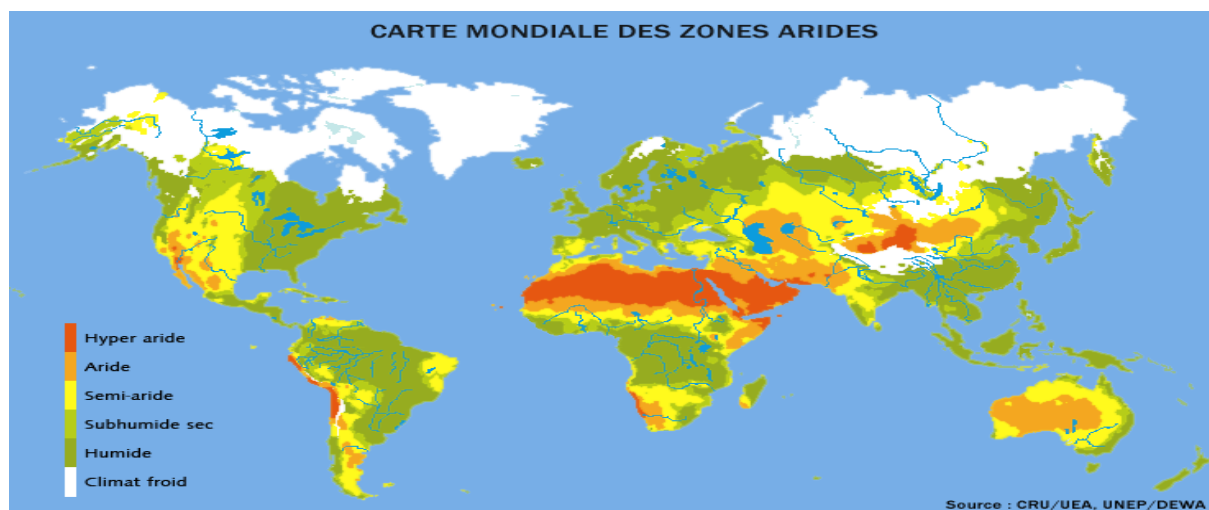 CARTE MONDIALE DES ZONES ARIDES
Hyper aride
Aride
Semi-aride
Subhumide sec
Humide
Climat froid
Source : CRU/UEA, UNEP/DEWA